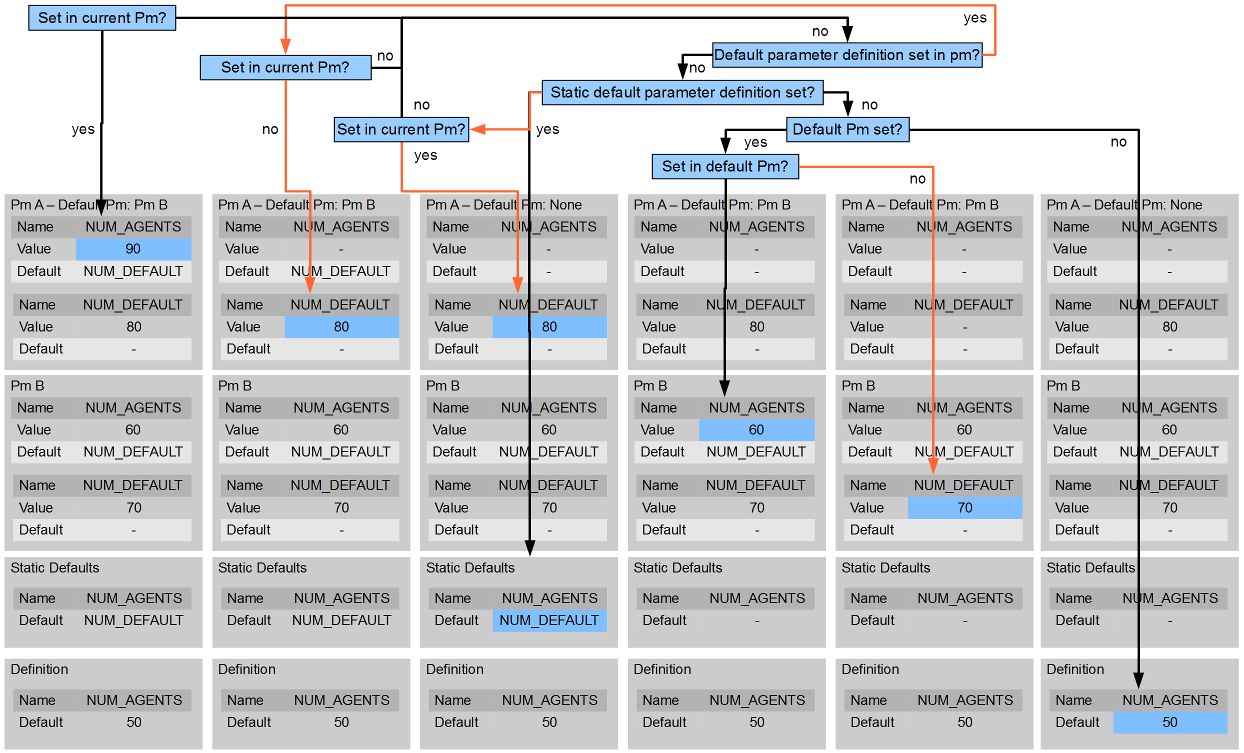 Set in current Pm?
yes
no
Default parameter definition set in pm?
no
Set in current Pm?
no
Static default parameter definition set?
no
no
yes
Set in current Pm?
yes
Default Pm set?
yes
no
no
yes
Set in default Pm?
no
Pm A – Default Pm: Pm B
Name NUM_AGENTS
Value 90
Default NUM_DEFAULT
Name NUM_DEFAULT
Value 80
Default -
Pm B
Name NUM_AGENTS
Value 60
Default NUM_DEFAULT
Name NUM_DEFAULT
Value 70
Default -
Static Defaults
Name NUM_AGENTS
Default NUM_DEFAULT
Definition
Name NUM_AGENTS
Default 50
Pm A – Default Pm: Pm B
Name NUM_AGENTS
Value -
Default NUM_DEFAULT
Name NUM_DEFAULT
Value 80
Default -
Pm B
Name NUM_AGENTS
Value 60
Default NUM_DEFAULT
Name NUM_DEFAULT
Value 70
Default -
Static Defaults
Name NUM_AGENTS
Default NUM_DEFAULT
Definition
Name NUM_AGENTS
Default 50
Pm A – Default Pm: None
Name NUM_AGENTS
Value -
Default -
Name NUM_DEFAULT
Value 80
Default -
Pm B
Name NUM_AGENTS
Value 60
Default NUM_DEFAULT
Name NUM_DEFAULT
Value 70
Default -
Static Defaults
Name NUM_AGENTS
Default NUM_DEFAULT
Definition
Name NUM_AGENTS
Default 50
Pm A – Default Pm: Pm B
Name NUM_AGENTS
Value -
Default -
Name NUM_DEFAULT
Value 80
Default -
Pm B
Name NUM_AGENTS
Value 60
Default NUM_DEFAULT
Name NUM_DEFAULT
Value 70
Default -
Static Defaults
Name NUM_AGENTS
Default -
Definition
Name NUM_AGENTS
Default 50
Pm A – Default Pm: Pm B
Name NUM_AGENTS
Value -
Default -
Name NUM_DEFAULT
Value -
Default -
Pm B
Name NUM_AGENTS
Value 60
Default NUM_DEFAULT
Name NUM_DEFAULT
Value 70
Default -
Static Defaults
Name NUM_AGENTS
Default -
Definition
Name NUM_AGENTS
Default 50
Pm A – Default Pm: None
Name NUM_AGENTS
Value -
Default -
Name NUM_DEFAULT
Value 80
Default -
Pm B
Name NUM_AGENTS
Value 60
Default NUM_DEFAULT
Name NUM_DEFAULT
Value 70
Default -
Static Defaults
Name NUM_AGENTS
Default -
Definition
Name NUM_AGENTS
Default 50